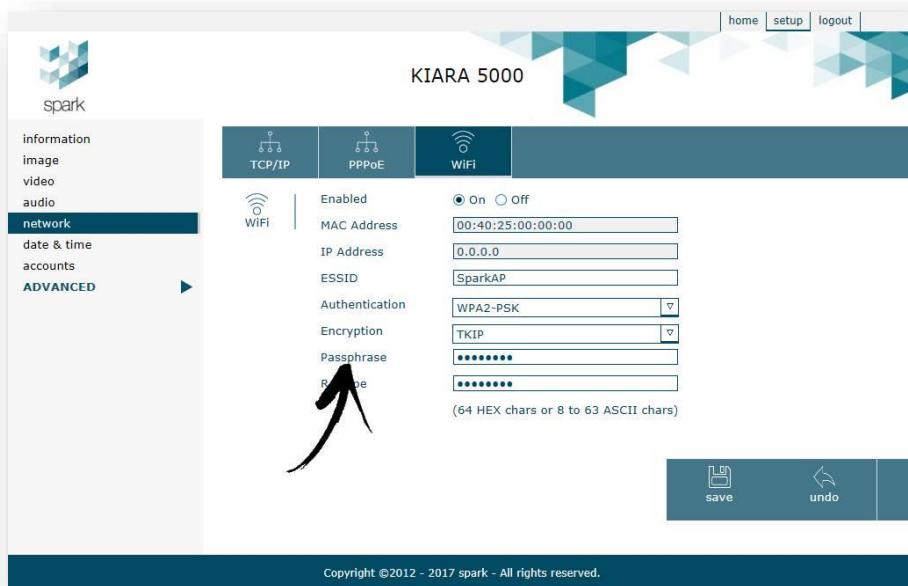 home setup logout
KIARA 5000
spark
information
image
video
audio
network
date & time
accounts
ADVANCED
TCP/IP PPPoE WiFi
WiFi
Enabled On Off
MAC Address 00:40:25:00:00:00
IP Address 0.0.0.0
ESSID SparkAP
Authentication WPA2-PSK
Encryption TKIP
Passphrase ●●●●●●●●
●●●●●●●●
(64 HEX chars or 8 to 63 ASCII chars)
save undo
Copyright ©2012 - 2017 spark - All rights reserved.